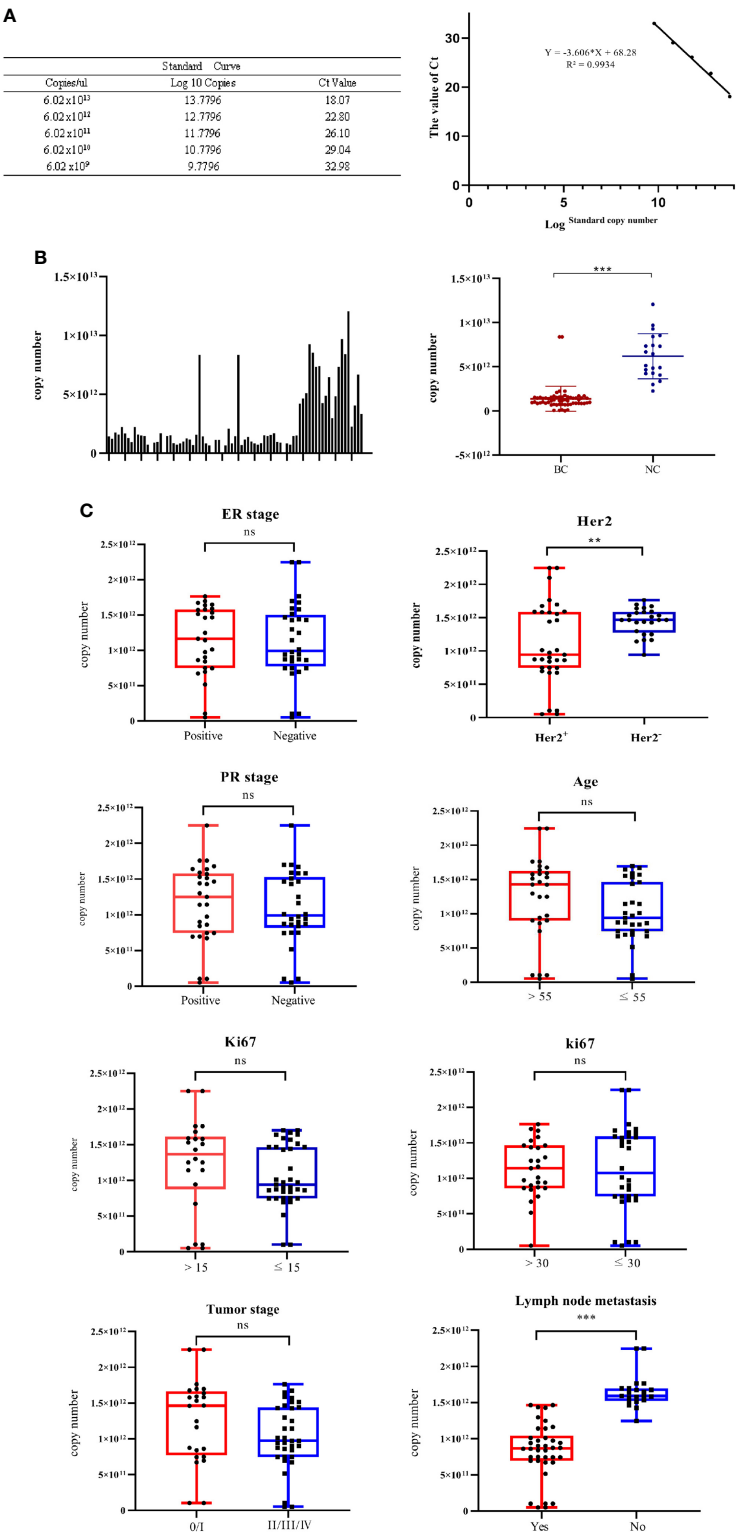 A
Standard Curve
Copies/ul Log 10 Copies Ct Value
6.02x10¹³ 13.7796 18.07
6.02x10¹² 12.7796 22.80
6.02x10¹¹ 11.7796 26.10
6.02x10¹⁰ 10.7796 29.04
6.02 x10⁹ 9.7796 32.98
The value of Ct
30
20
10
0
Y = -3.606*X + 68.28
R² = 0.9934
0 5 10
Log Standard copy number
B
copy number
1.5×10¹³
1×10¹³
5×10¹²
0
copy number
1.5×10¹³
1×10¹³
5×10¹²
0
-5×10¹²
***
BC NC
C
ER stage
ns
copy number
2.5×10¹²
2.0×10¹²
1.5×10¹²
1×10¹²
5×10¹¹
0
Positive Negative
Her2
**
copy number
2.5×10¹²
2.0×10¹²
1.5×10¹²
1×10¹²
5×10¹¹
0
Her2⁺ Her2⁻
PR stage
ns
copy number
2.5×10¹²
2.0×10¹²
1.5×10¹²
1×10¹²
5×10¹¹
0
Positive Negative
Age
ns
copy number
2.5×10¹²
2.0×10¹²
1.5×10¹²
1×10¹²
5×10¹¹
0
> 55 ≤ 55
Ki67
ns
copy number
2.5×10¹²
2.0×10¹²
1.5×10¹²
1×10¹²
5×10¹¹
0
> 15 ≤ 15
ki67
ns
copy number
2.5×10¹²
2.0×10¹²
1.5×10¹²
1×10¹²
5×10¹¹
0
> 30 ≤ 30
Tumor stage
ns
copy number
2.5×10¹²
2.0×10¹²
1.5×10¹²
1×10¹²
5×10¹¹
0
0/I II/III/IV
Lymph node metastasis
***
copy number
2.5×10¹²
2.0×10¹²
1.5×10¹²
1×10¹²
5×10¹¹
0
Yes No